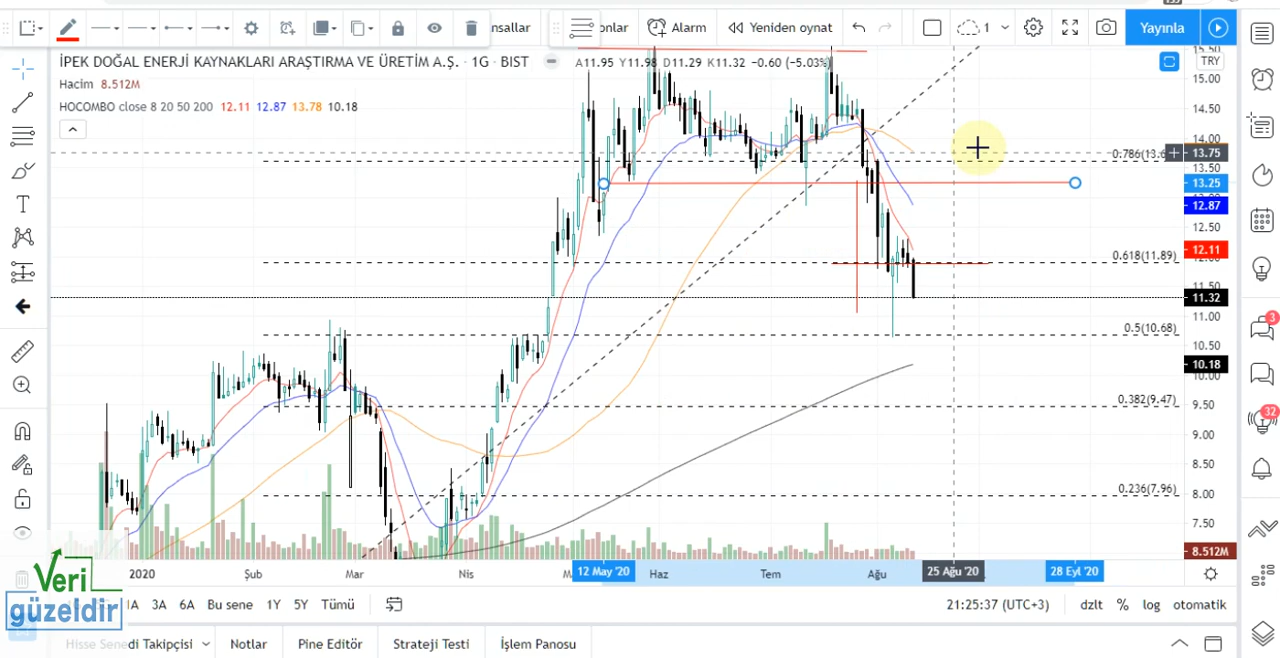 nsallar
onlar
Alarm
Yeniden oynat
1
Yayınla
İPEK DOĞAL ENERJİ KAYNAKLARI ARAŞTIRMA VE ÜRETİM A.Ş. · 1G · BIST
A11.95 Y11.98 D11.29 K11.32 −0.60 (−5.03%)
Hacim 8.512M
HOCOMBO close 8 20 50 200 12.11 12.87 13.78 10.18
TRY
15.50
15.00
14.50
14.00
13.75
13.50
13.25
12.87
12.50
12.11
12.00
11.50
11.32
11.00
10.50
10.18
10.00
9.50
9.00
8.50
8.00
7.50
8.512M
0.786(13.6
0.618(11.89)
0.5(10.68)
0.382(9.47)
0.236(7.96)
2020
Şub
Mar
Nis
12 May '20
Haz
Tem
Ağu
25 Ağu '20
28 Eyl '20
3A
6A
Bu sene
1Y
5Y
Tümü
21:25:37 (UTC+3)
dzlt
%
log
otomatik
Hisse Senedi Takipçisi
Notlar
Pine Editör
Strateji Testi
İşlem Panosu
3
32
Veri
güzeldir